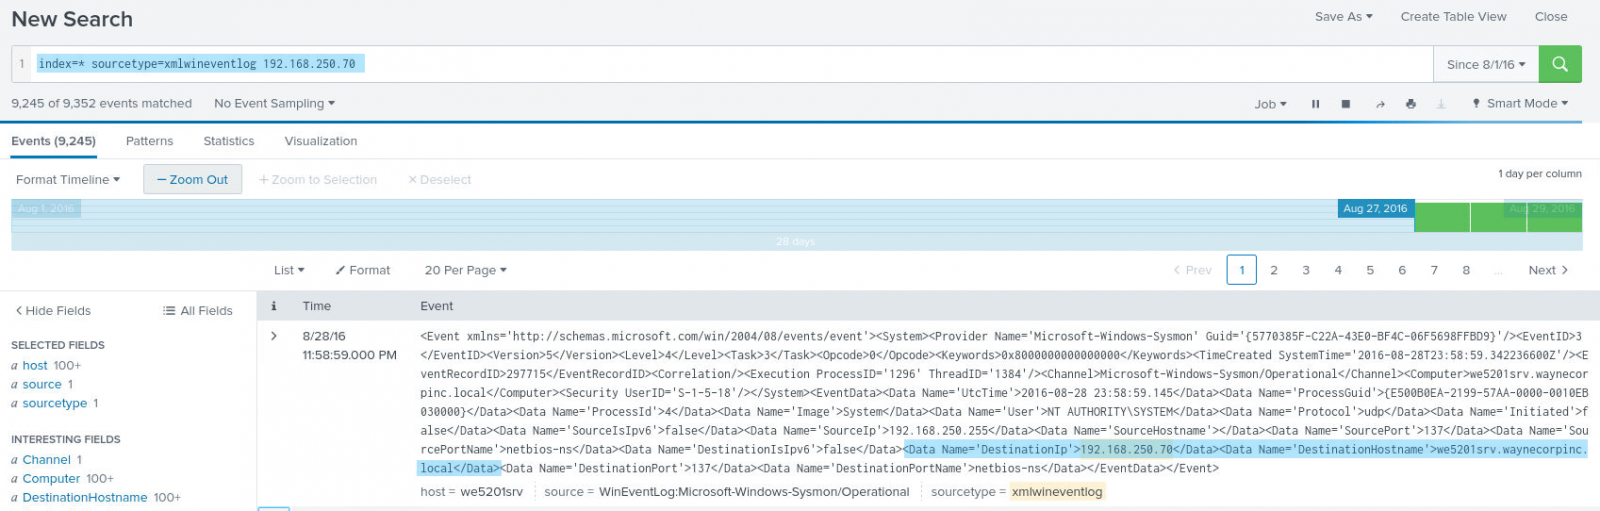 New Search
Save As
Create Table View
Close
1 index=* sourcetype=xmlwineventlog 192.168.250.70
Since 8/1/16
9,245 of 9,352 events matched
No Event Sampling
Job
Smart Mode
Events (9,245)
Patterns
Statistics
Visualization
Format Timeline
— Zoom Out
+ Zoom to Selection
× Deselect
1 day per column
Aug 1, 2016
Aug 27, 2016
Aug 29, 2016
28 days
List
Format
20 Per Page
< Prev
1
2
3
4
5
6
7
8
...
Next >
< Hide Fields
All Fields
i
Time
Event
SELECTED FIELDS
a host 100+
a source 1
a sourcetype 1
INTERESTING FIELDS
a Channel 1
a Computer 100+
a DestinationHostname 100+
>
8/28/16
11:58:59.000 PM
<Event xmlns='http://schemas.microsoft.com/win/2004/08/events/event'><System><Provider Name='Microsoft-Windows-Sysmon' Guid='{5770385F-C22A-43E0-BF4C-06F5698FFBD9}'/><EventID>3
</EventID><Version>5</Version><Level>4</Level><Task>3</Task><Opcode>0</Opcode><Keywords>0x8000000000000000</Keywords><TimeCreated SystemTime='2016-08-28T23:58:59.342236600Z'/><E
ventRecordID>297715</EventRecordID><Correlation/><Execution ProcessID='1296' ThreadID='1384'/><Channel>Microsoft-Windows-Sysmon/Operational</Channel><Computer>we5201srv.waynecor
pinc.local</Computer><Security UserID='S-1-5-18'/></System><EventData><Data Name='UtcTime'>2016-08-28 23:58:59.145</Data><Data Name='ProcessGuid'>{E500B0EA-2199-57AA-0000-0010EB
030000}</Data><Data Name='ProcessId'>4</Data><Data Name='Image'>System</Data><Data Name='User'>NT AUTHORITY\SYSTEM</Data><Data Name='Protocol'>udp</Data><Data Name='Initiated'>f
alse</Data><Data Name='SourceIsIpv6'>false</Data><Data Name='SourceIp'>192.168.250.255</Data><Data Name='SourceHostname'></Data><Data Name='SourcePort'>137</Data><Data Name='Sou
rcePortName'>netbios-ns</Data><Data Name='DestinationIsIpv6'>false</Data><Data Name='DestinationIp'>192.168.250.70</Data><Data Name='DestinationHostname'>we5201srv.waynecorpinc.
local</Data><Data Name='DestinationPort'>137</Data><Data Name='DestinationPortName'>netbios-ns</Data></EventData></Event>
host = we5201srv
source = WinEventLog:Microsoft-Windows-Sysmon/Operational
sourcetype = xmlwineventlog